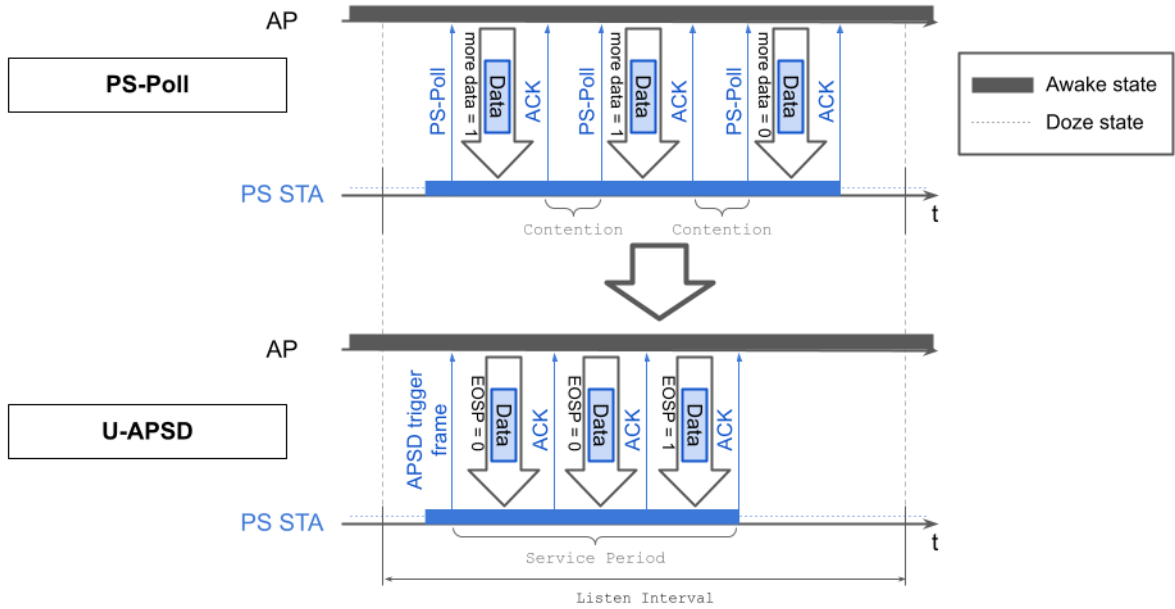 AP
PS-Poll
PS-Poll
more data = 1
Data
ACK
PS-Poll
more data = 1
Data
ACK
PS-Poll
more data = 0
Data
ACK
Awake state
Doze state
PS STA
t
Contention
Contention
AP
U-APSD
APSD trigger
frame
EOSP = 0
Data
ACK
EOSP = 0
Data
ACK
EOSP = 1
Data
ACK
PS STA
t
Service Period
Listen Interval